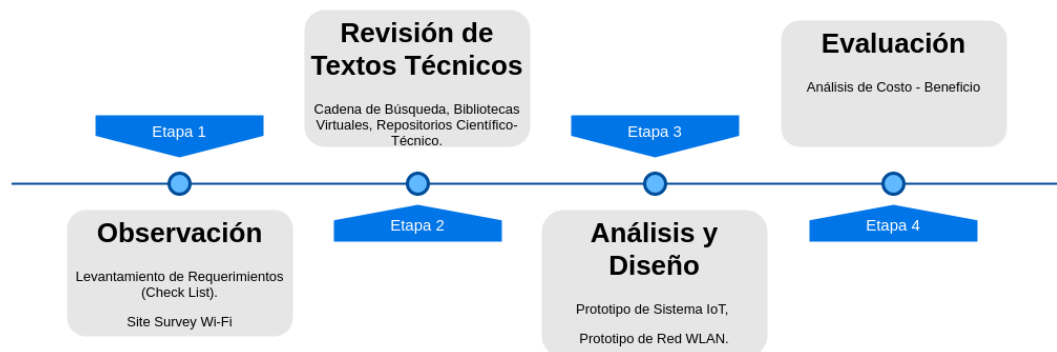 Etapa 1
Observación
Levantamiento de Requerimientos
(Check List).
Site Survey Wi-Fi
Revisión de
Textos Técnicos
Cadena de Búsqueda, Bibliotecas
Virtuales, Repositorios Científico-
Técnico.
Etapa 2
Etapa 3
Análisis y
Diseño
Prototipo de Sistema IoT,
Prototipo de Red WLAN.
Evaluación
Análisis de Costo - Beneficio
Etapa 4